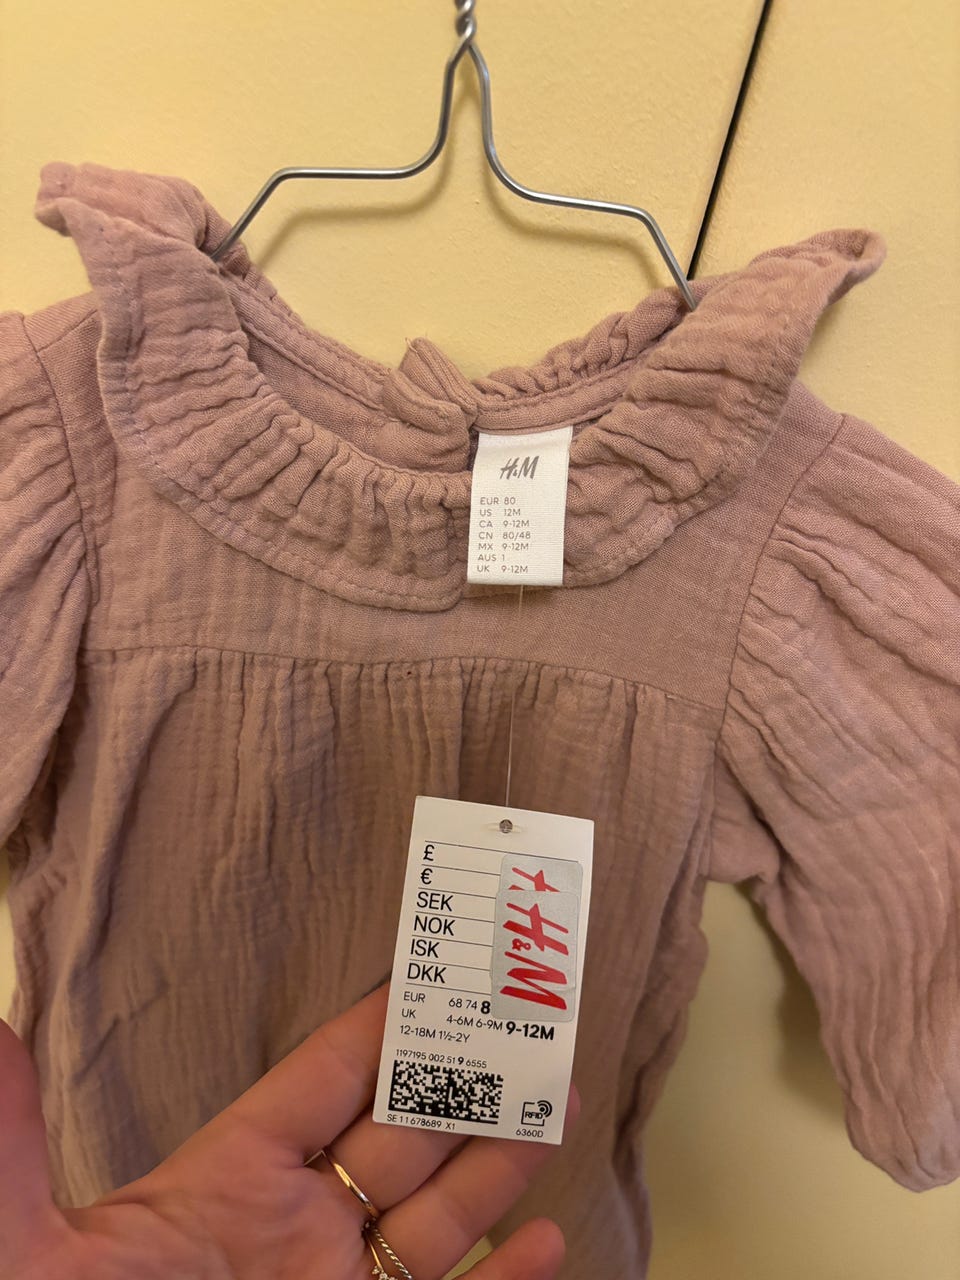 H&M
EUR 80
US 12M
CA 9-12M
CN 80/48
MX 9-12M
AUS 1
UK 9-12M
£
€
SEK
NOK
ISK
DKK
H&M
EUR 68 74 8
UK 4-6M 6-9M 9-12M
12-18M 1½-2Y
1197195 002 51 9 6555
SE 11 678689 X1
RFID
6360D